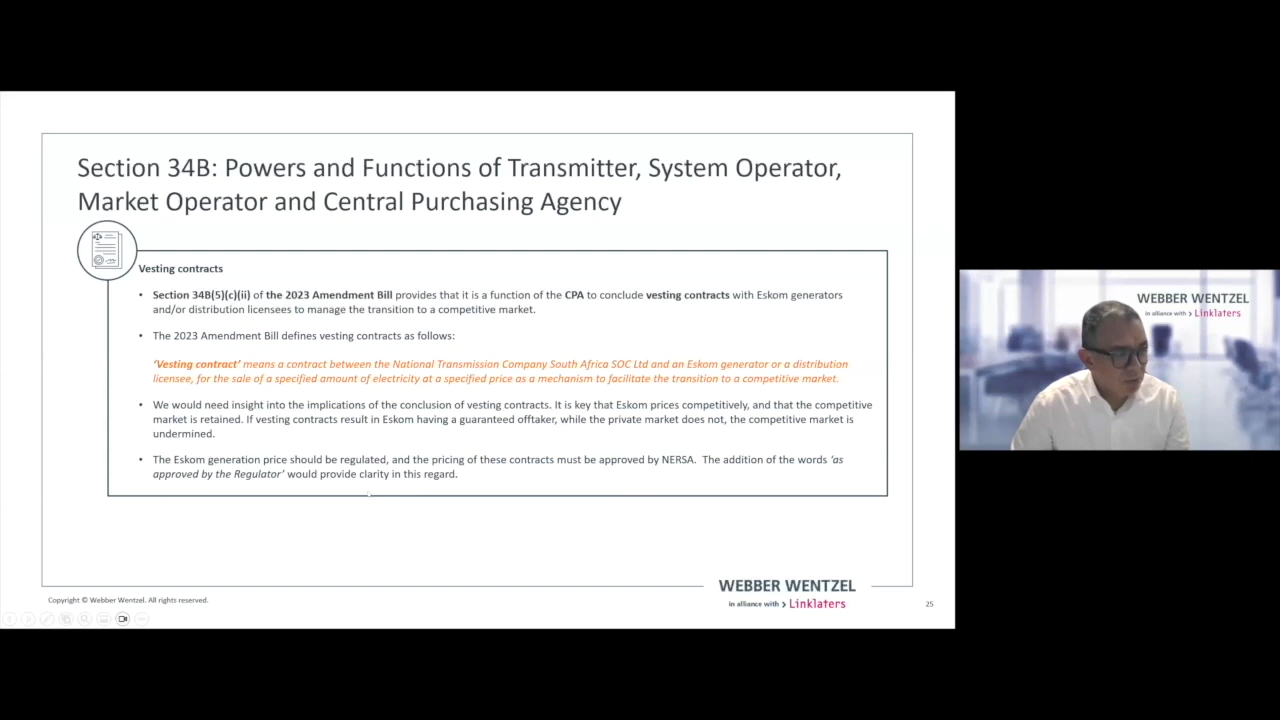 Section 34B: Powers and Functions of Transmitter, System Operator,
Market Operator and Central Purchasing Agency
Vesting contracts
• Section 34B(5)(c)(ii) of the 2023 Amendment Bill provides that it is a function of the CPA to conclude vesting contracts with Eskom generators
and/or distribution licensees to manage the transition to a competitive market.
• The 2023 Amendment Bill defines vesting contracts as follows:
'Vesting contract' means a contract between the National Transmission Company South Africa SOC Ltd and an Eskom generator or a distribution
licensee, for the sale of a specified amount of electricity at a specified price as a mechanism to facilitate the transition to a competitive market.
• We would need insight into the implications of the conclusion of vesting contracts. It is key that Eskom prices competitively, and that the competitive
market is retained. If vesting contracts result in Eskom having a guaranteed offtaker, while the private market does not, the competitive market is
undermined.
• The Eskom generation price should be regulated, and the pricing of these contracts must be approved by NERSA. The addition of the words 'as
approved by the Regulator' would provide clarity in this regard.
WEBBER WENTZEL
in alliance with › Linklaters
Copyright © Webber Wentzel. All rights reserved.
25
WEBBER WENTZEL
in alliance with › Linklaters